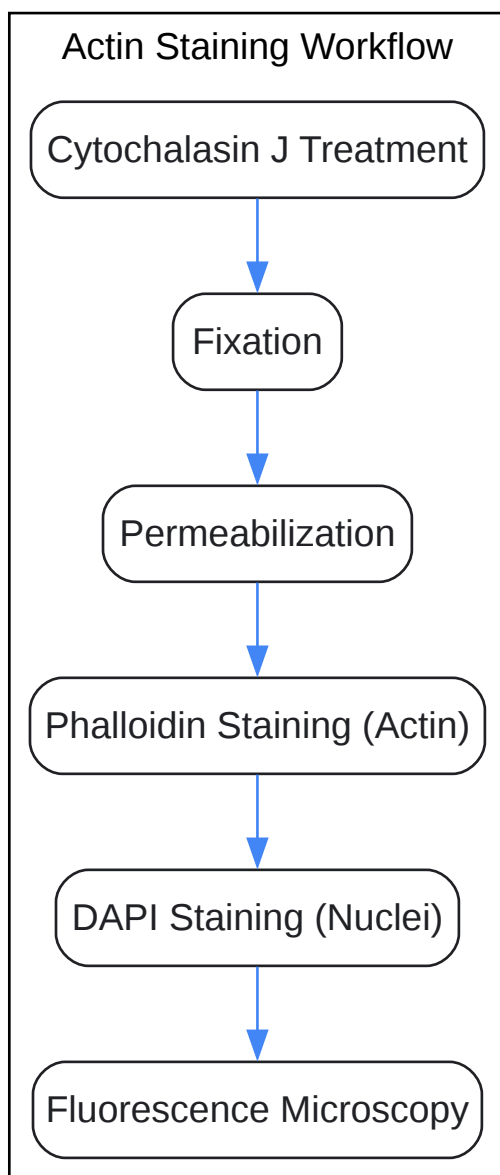 Actin Staining Workflow
Cytochalasin J Treatment
Fixation
Permeabilization
Phalloidin Staining (Actin)
DAPI Staining (Nuclei)
Fluorescence Microscopy